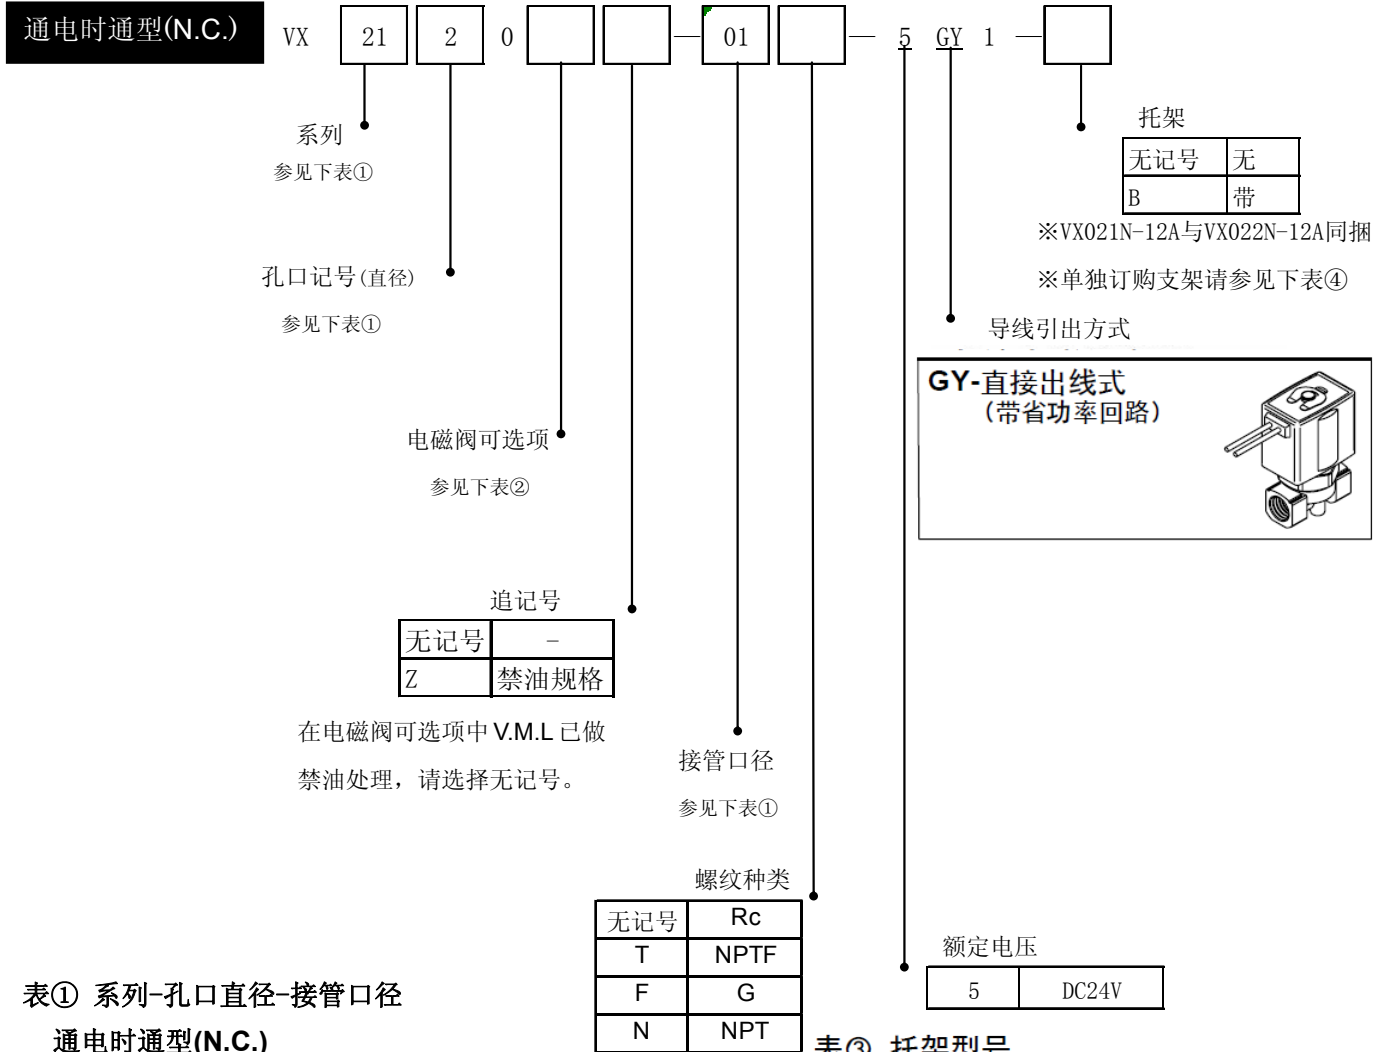 通电时通型(N.C.)
VX 21 2 0 — 01 — 5 GY 1 —
系列
参见下表①
托架
无记号 无
B 带
※VX021N-12A与VX022N-12A同捆
※单独订购支架请参见下表④
孔口记号(直径)
参见下表①
导线引出方式
GY-直接出线式
(带省功率回路)
电磁阀可选项
参见下表②
追记号
无记号 –
Z 禁油规格
在电磁阀可选项中 V.M.L 已做
禁油处理，请选择无记号。
接管口径
参见下表①
螺纹种类
无记号 Rc
T NPTF
F G
N NPT
额定电压
5 DC24V
表① 系列-孔口直径-接管口径
通电时通型(N.C.)
表③ 托架型号